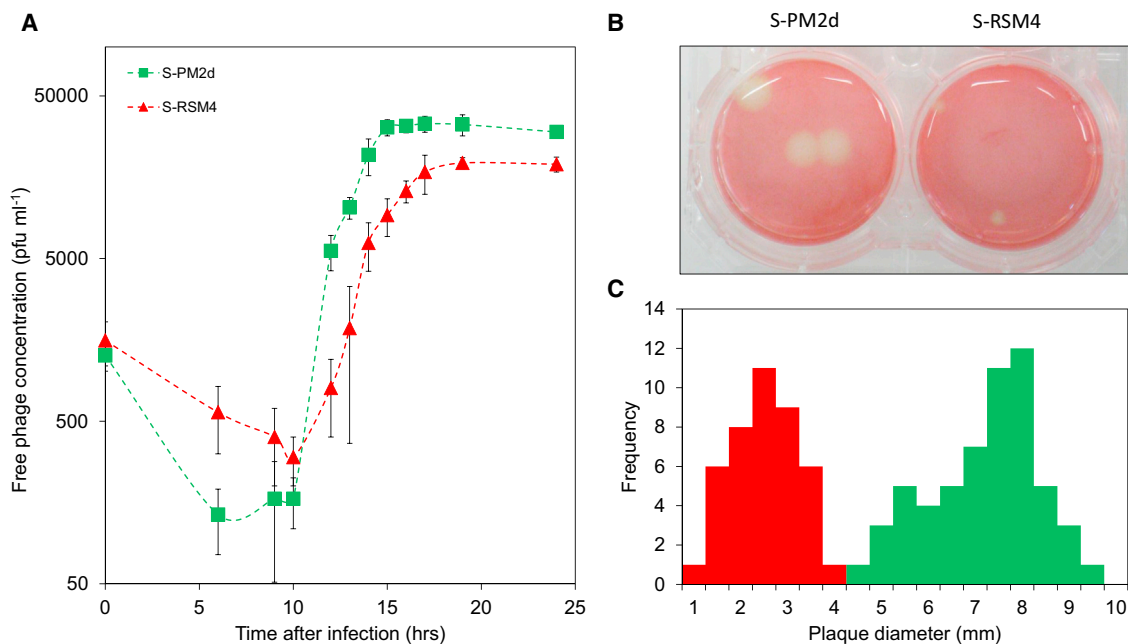 A
S-PM2d
S-RSM4
Free phage concentration (pfu ml⁻¹)
50000
5000
500
50
0 5 10 15 20 25
Time after infection (hrs)
B
S-PM2d S-RSM4
C
Frequency
14
12
10
8
6
4
2
0
1 2 3 4 5 6 7 8 9 10
Plaque diameter (mm)